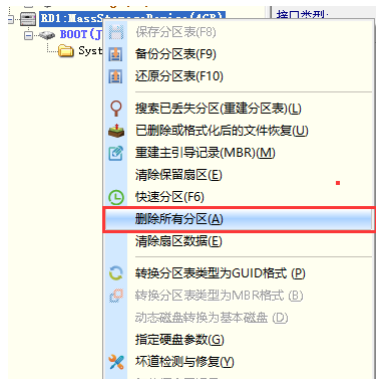 RD1:MassStorageDevice(4GB)
接口类型:
BOOT(J
Syst
保存分区表(F8)
备份分区表(F9)
还原分区表(F10)
搜索已丢失分区(重建分区表)(L)
已删除或格式化后的文件恢复(U)
重建主引导记录(MBR)(M)
清除保留扇区(E)
快速分区(F6)
删除所有分区(A)
清除扇区数据(E)
转换分区表类型为GUID格式 (P)
转换分区表类型为MBR格式 (B)
动态磁盘转换为基本磁盘 (D)
指定硬盘参数(G)
坏道检测与修复(Y)